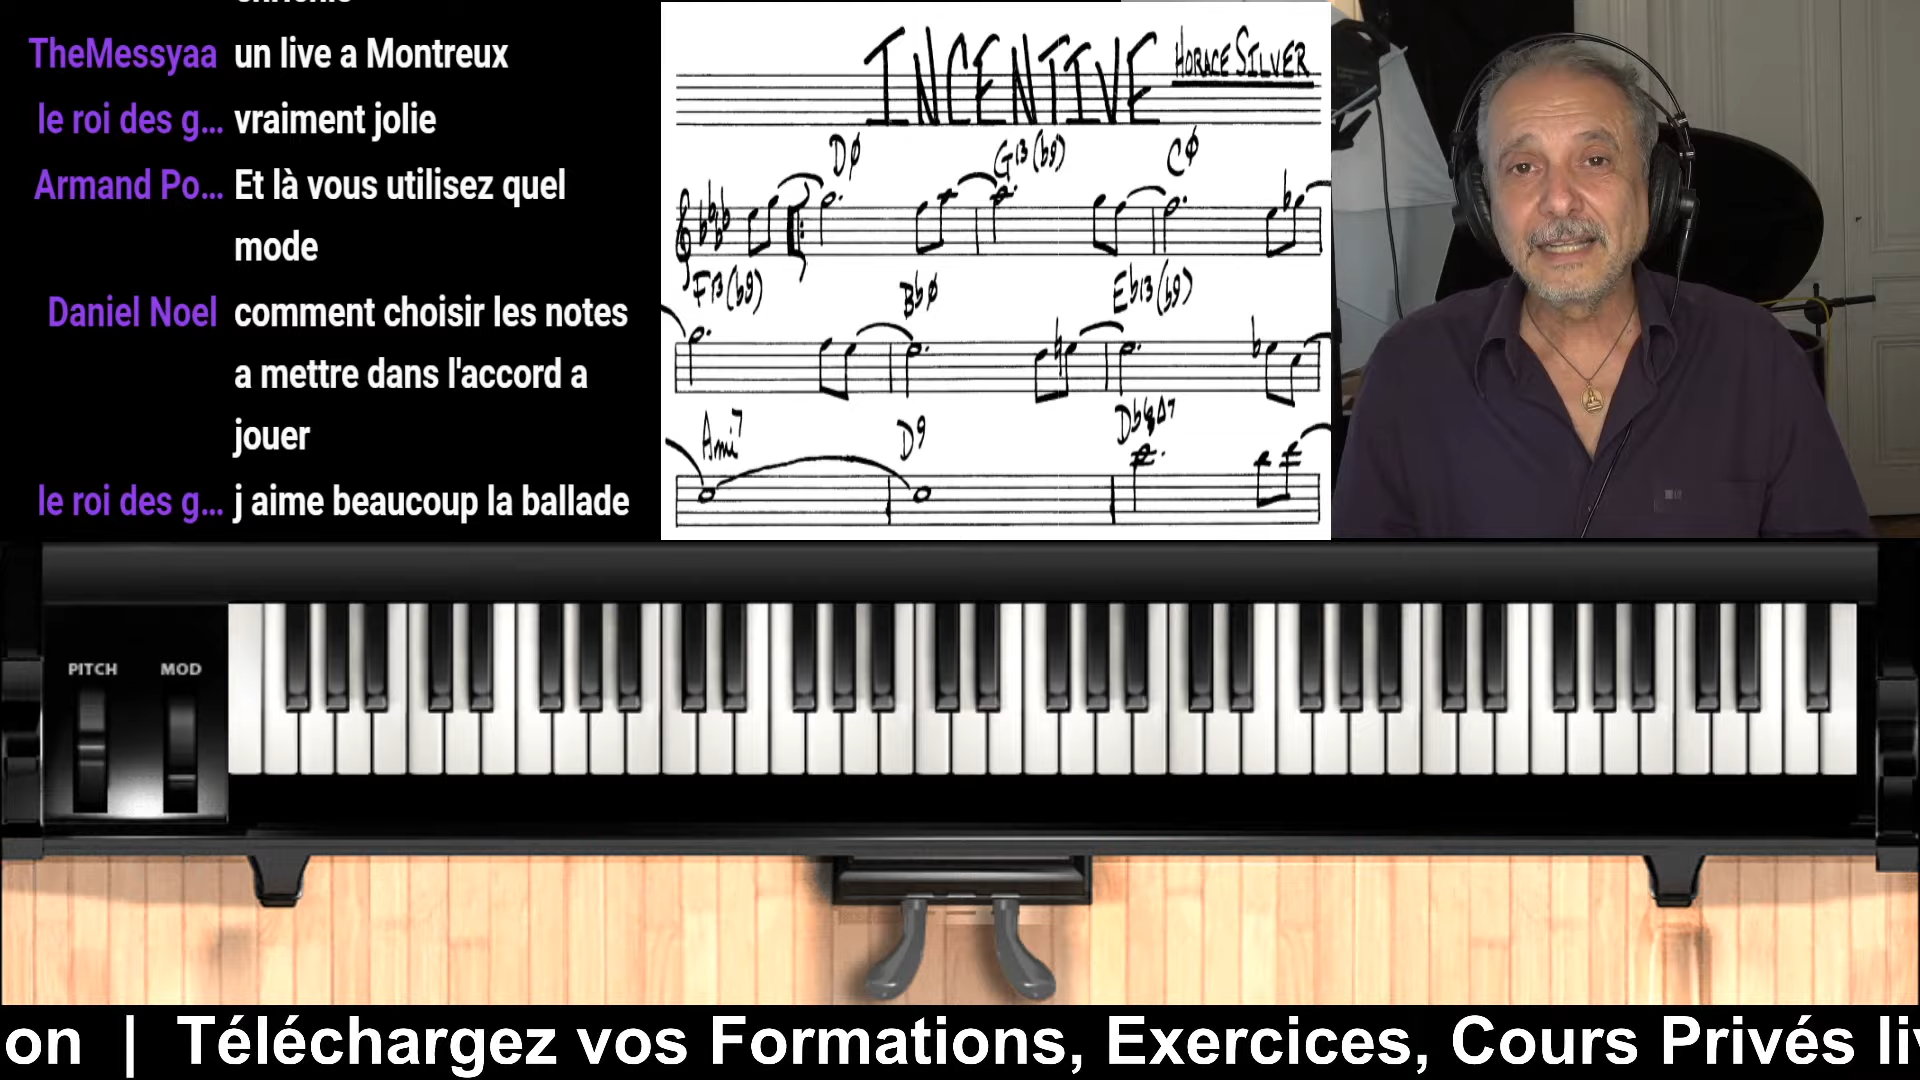 TheMessyaa un live a Montreux
le roi des g... vraiment jolie
Armand Po... Et là vous utilisez quel
mode
Daniel Noel comment choisir les notes
a mettre dans l'accord a
jouer
le roi des g... j aime beaucoup la ballade
INCENTIVE HORACE SILVER
DØ G13(b9) CØ
F13(b9) BbØ Eb13(b9)
Ami7 D9
PITCH MOD
on | Téléchargez vos Formations, Exercices, Cours Privés liv